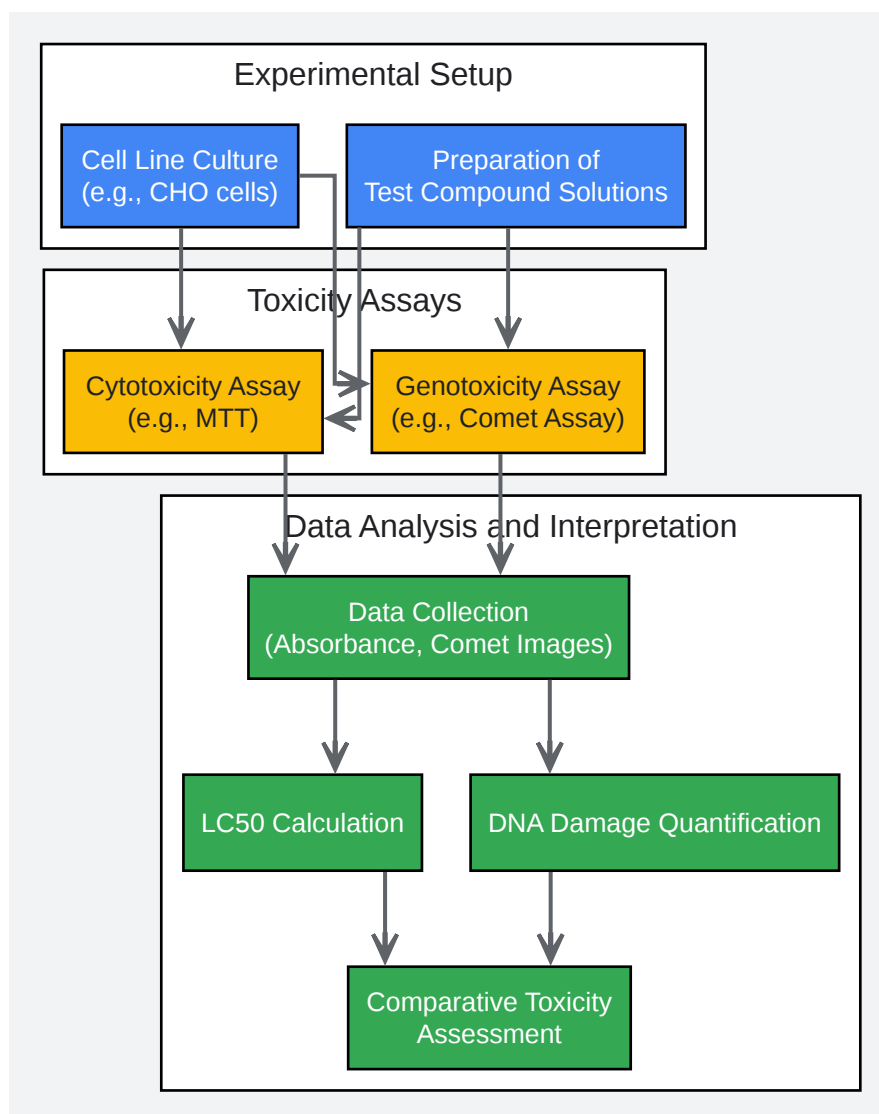 Experimental Setup
Cell Line Culture
(e.g., CHO cells)
Preparation of
Test Compound Solutions
Toxicity Assays
Cytotoxicity Assay
(e.g., MTT)
Genotoxicity Assay
(e.g., Comet Assay)
Data Analysis and Interpretation
Data Collection
(Absorbance, Comet Images)
LC50 Calculation
DNA Damage Quantification
Comparative Toxicity
Assessment